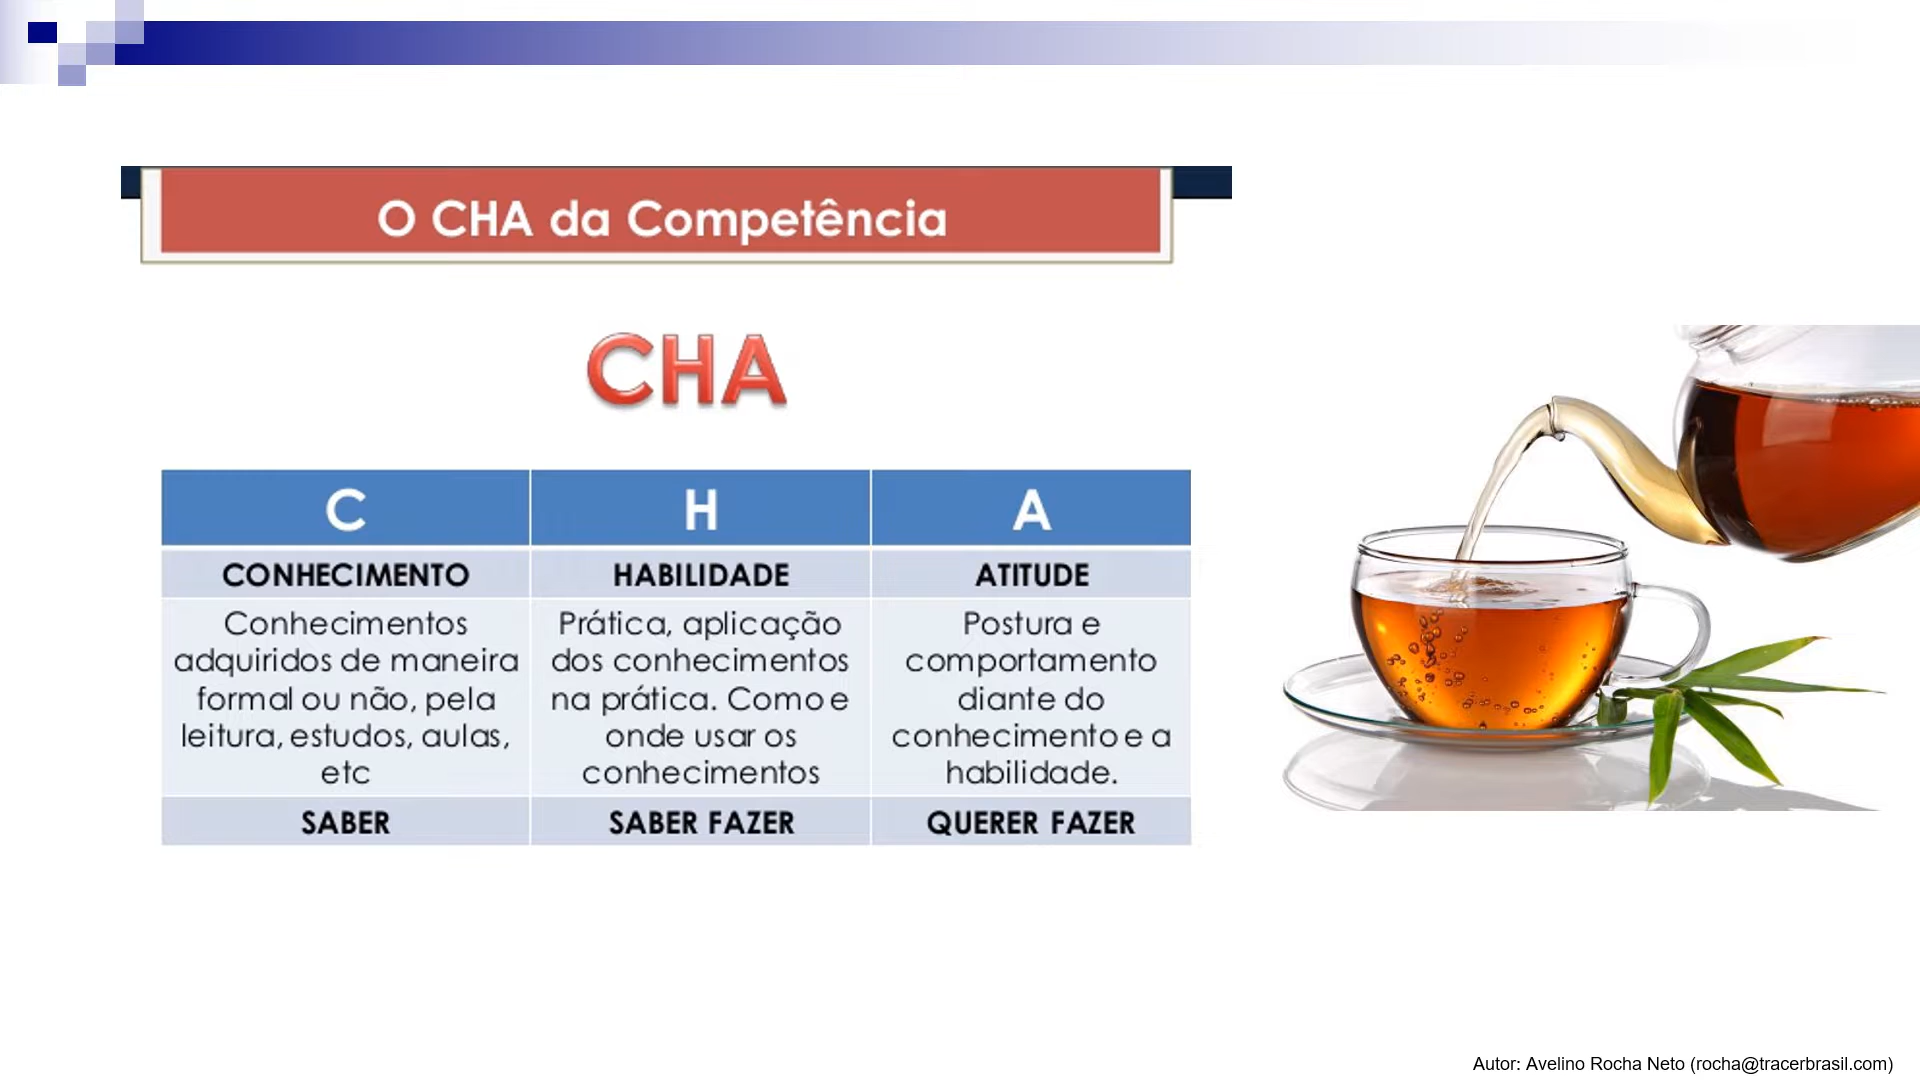 O CHA da Competência
CHA
C
H
A
CONHECIMENTO
HABILIDADE
ATITUDE
Conhecimentos
adquiridos de maneira
formal ou não, pela
leitura, estudos, aulas,
etc
Prática, aplicação
dos conhecimentos
na prática. Como e
onde usar os
conhecimentos
Postura e
comportamento
diante do
conhecimento e a
habilidade.
SABER
SABER FAZER
QUERER FAZER
Autor: Avelino Rocha Neto (rocha@tracerbrasil.com)